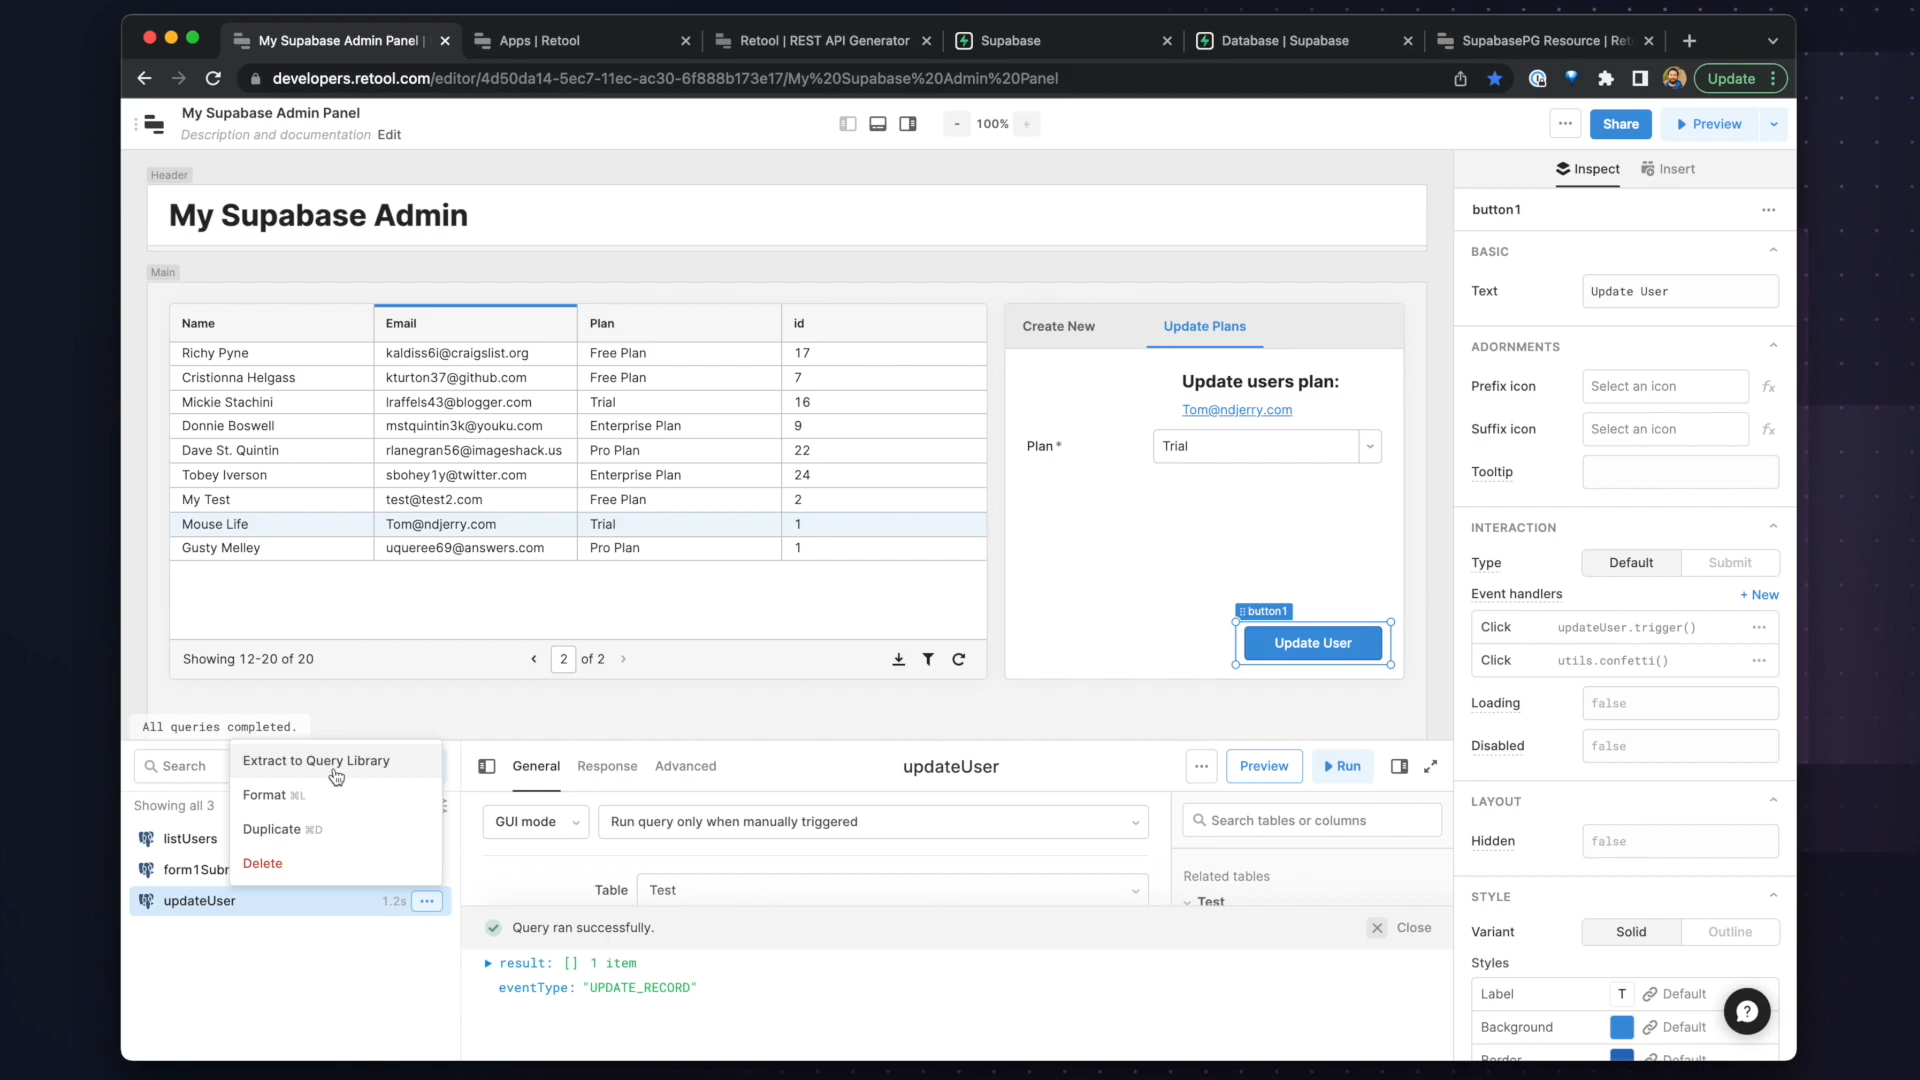 My Supabase Admin Panel |
Apps | Retool
Retool | REST API Generator
Supabase
Database | Supabase
SupabasePG Resource | Ret
developers.retool.com/editor/4d50da14-5ec7-11ec-ac30-6f888b173e17/My%20Supabase%20Admin%20Panel
Update
My Supabase Admin Panel
Description and documentation Edit
- 100% +
Share
Preview
Header
My Supabase Admin
Main
Name Email Plan id
Richy Pyne kaldiss6i@craigslist.org Free Plan 17
Cristionna Helgass kturton37@github.com Free Plan 7
Mickie Stachini lraffels43@blogger.com Trial 16
Donnie Boswell mstquintin3k@youku.com Enterprise Plan 9
Dave St. Quintin rlanegran56@imageshack.us Pro Plan 22
Tobey Iverson sbohey1y@twitter.com Enterprise Plan 24
My Test test@test2.com Free Plan 2
Mouse Life Tom@ndjerry.com Trial 1
Gusty Melley uqueree69@answers.com Pro Plan 1
Showing 12-20 of 20
2 of 2
Create New Update Plans
Update users plan:
Tom@ndjerry.com
Plan * Trial
button1
Update User
Inspect Insert
button1
BASIC
Text Update User
ADORNMENTS
Prefix icon Select an icon fx
Suffix icon Select an icon fx
Tooltip
INTERACTION
Type Default Submit
Event handlers + New
Click updateUser.trigger()
Click utils.confetti()
Loading false
Disabled false
LAYOUT
Hidden false
STYLE
Variant Solid Outline
Styles
Label T Default
Background Default
Border Default
All queries completed.
Search
Showing all 3
listUsers
form1Subr
updateUser 1.2s
Extract to Query Library
Format ⌘L
Duplicate ⌘D
Delete
General Response Advanced
updateUser
Preview
Run
GUI mode
Run query only when manually triggered
Table Test
Search tables or columns
Related tables
Test
Query ran successfully.
Close
result: [] 1 item
eventType: "UPDATE_RECORD"